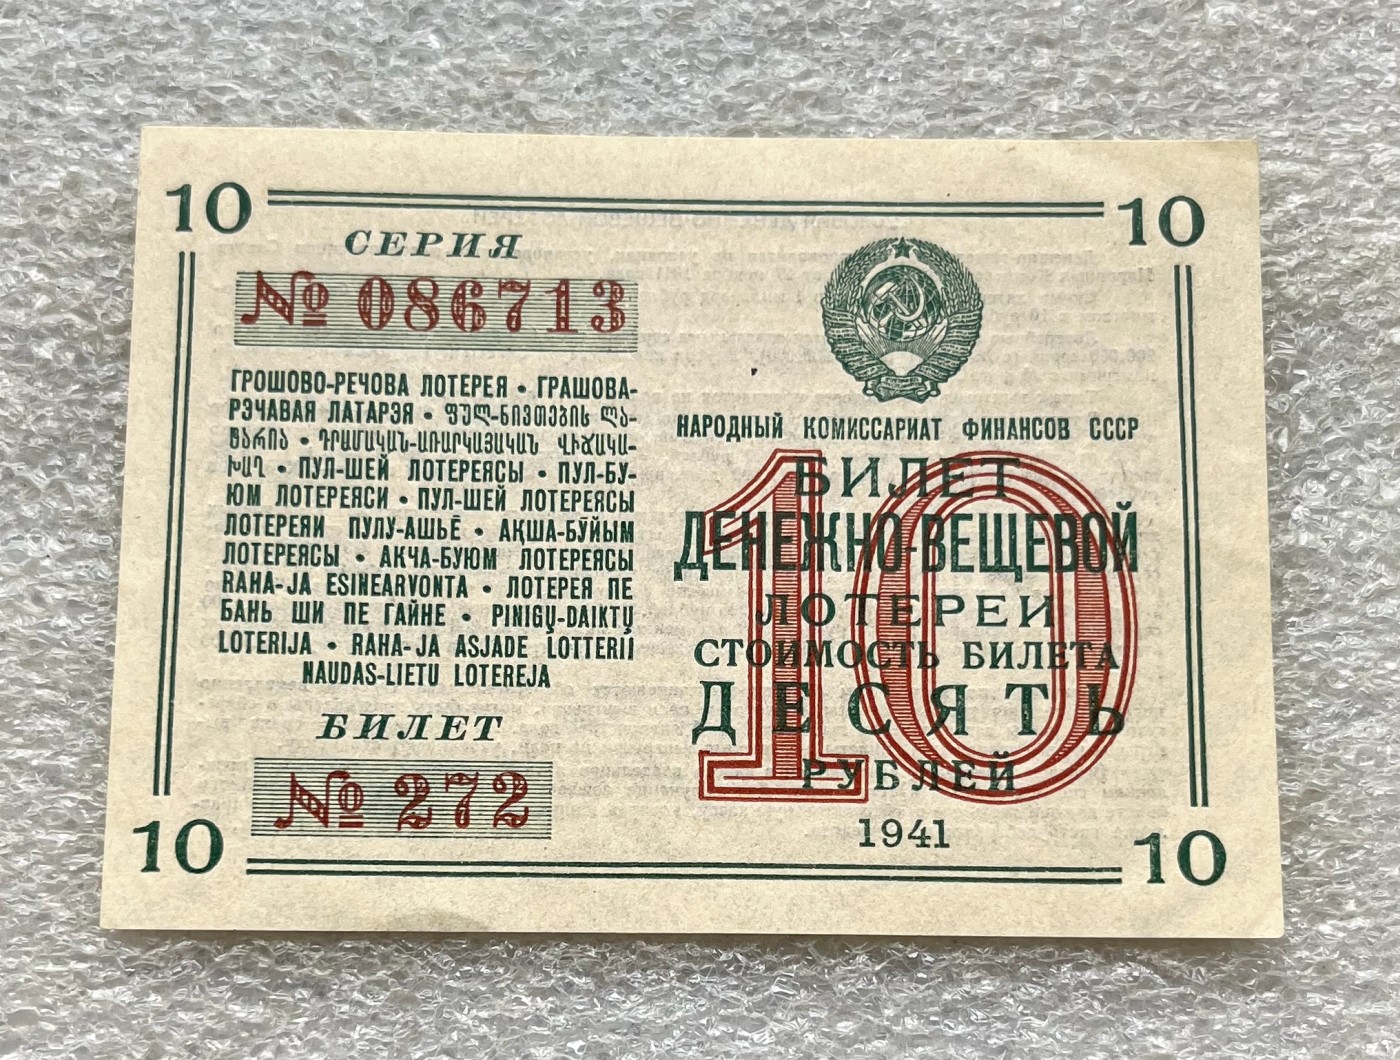 10
10
СЕРИЯ
№ 086713
ГРОШОВО-РЕЧОВА ЛОТЕРЕЯ • ГРАШОВА-
РЭЧАВАЯ ЛАТАРЭЯ • ՓՈՒԼ-
ფულ-ნივთების ლა-
ტარია • ԴՐԱՄԱԿԱՆ-ԱՌԱՐԿԱՅԱԿԱՆ ՎԻՃԱԿԱ-
ԽԱՂ • ПУЛ-ШЕЙ ЛОТЕРЕЯСЫ • ПУЛ-БУ-
ЮМ ЛОТЕРЕЯСИ • ПУЛ-ШЕЙ ЛОТЕРЕЯСЫ
ЛОТЕРЕЯИ ПУЛУ-АШЬЁ • АҚША-БҰЙЫМ
ЛОТЕРЕЯСЫ • АКЧА-БУЮМ ЛОТЕРЕЯСЫ
RAHA-JA ESINEARVONTA • ЛОТЕРЕЯ ПЕ
БАНЬ ШИ ПЕ ГАЙНЕ • PINIGŲ-DAIKTŲ
LOTERIJA • RAHA-JA ASJADE LOTTERII
NAUDAS-LIETU LOTEREJA
БИЛЕТ
№ 272
НАРОДНЫЙ КОМИССАРИАТ ФИНАНСОВ СССР
10
БИЛЕТ
ДЕНЕЖНО-ВЕЩЕВОЙ
ЛОТЕРЕИ
СТОИМОСТЬ БИЛЕТА
ДЕСЯТЬ
РУБЛЕЙ
1941
10
10